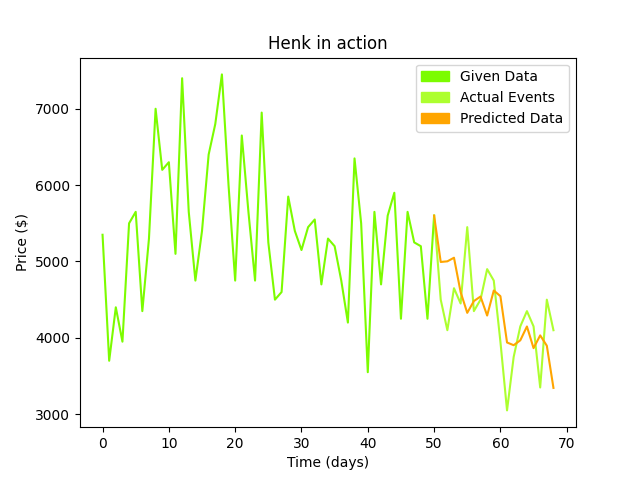 Henk in action
Given Data
Actual Events
Predicted Data
Price ($)
7000
6000
5000
4000
3000
0 10 20 30 40 50 60 70
Time (days)